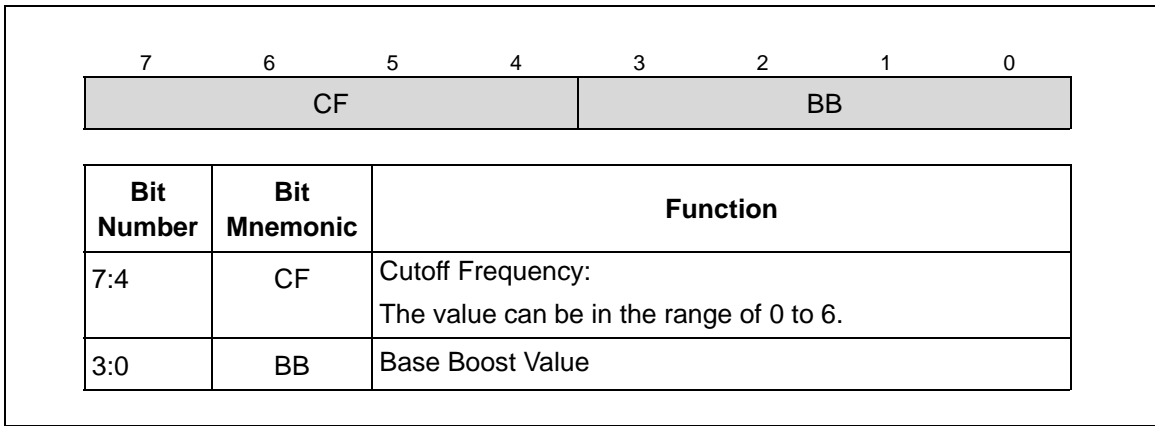 7 6 5 4 3 2 1 0
CF BB
Bit Number Bit Mnemonic Function
7:4 CF Cutoff Frequency:
The value can be in the range of 0 to 6.
3:0 BB Base Boost Value